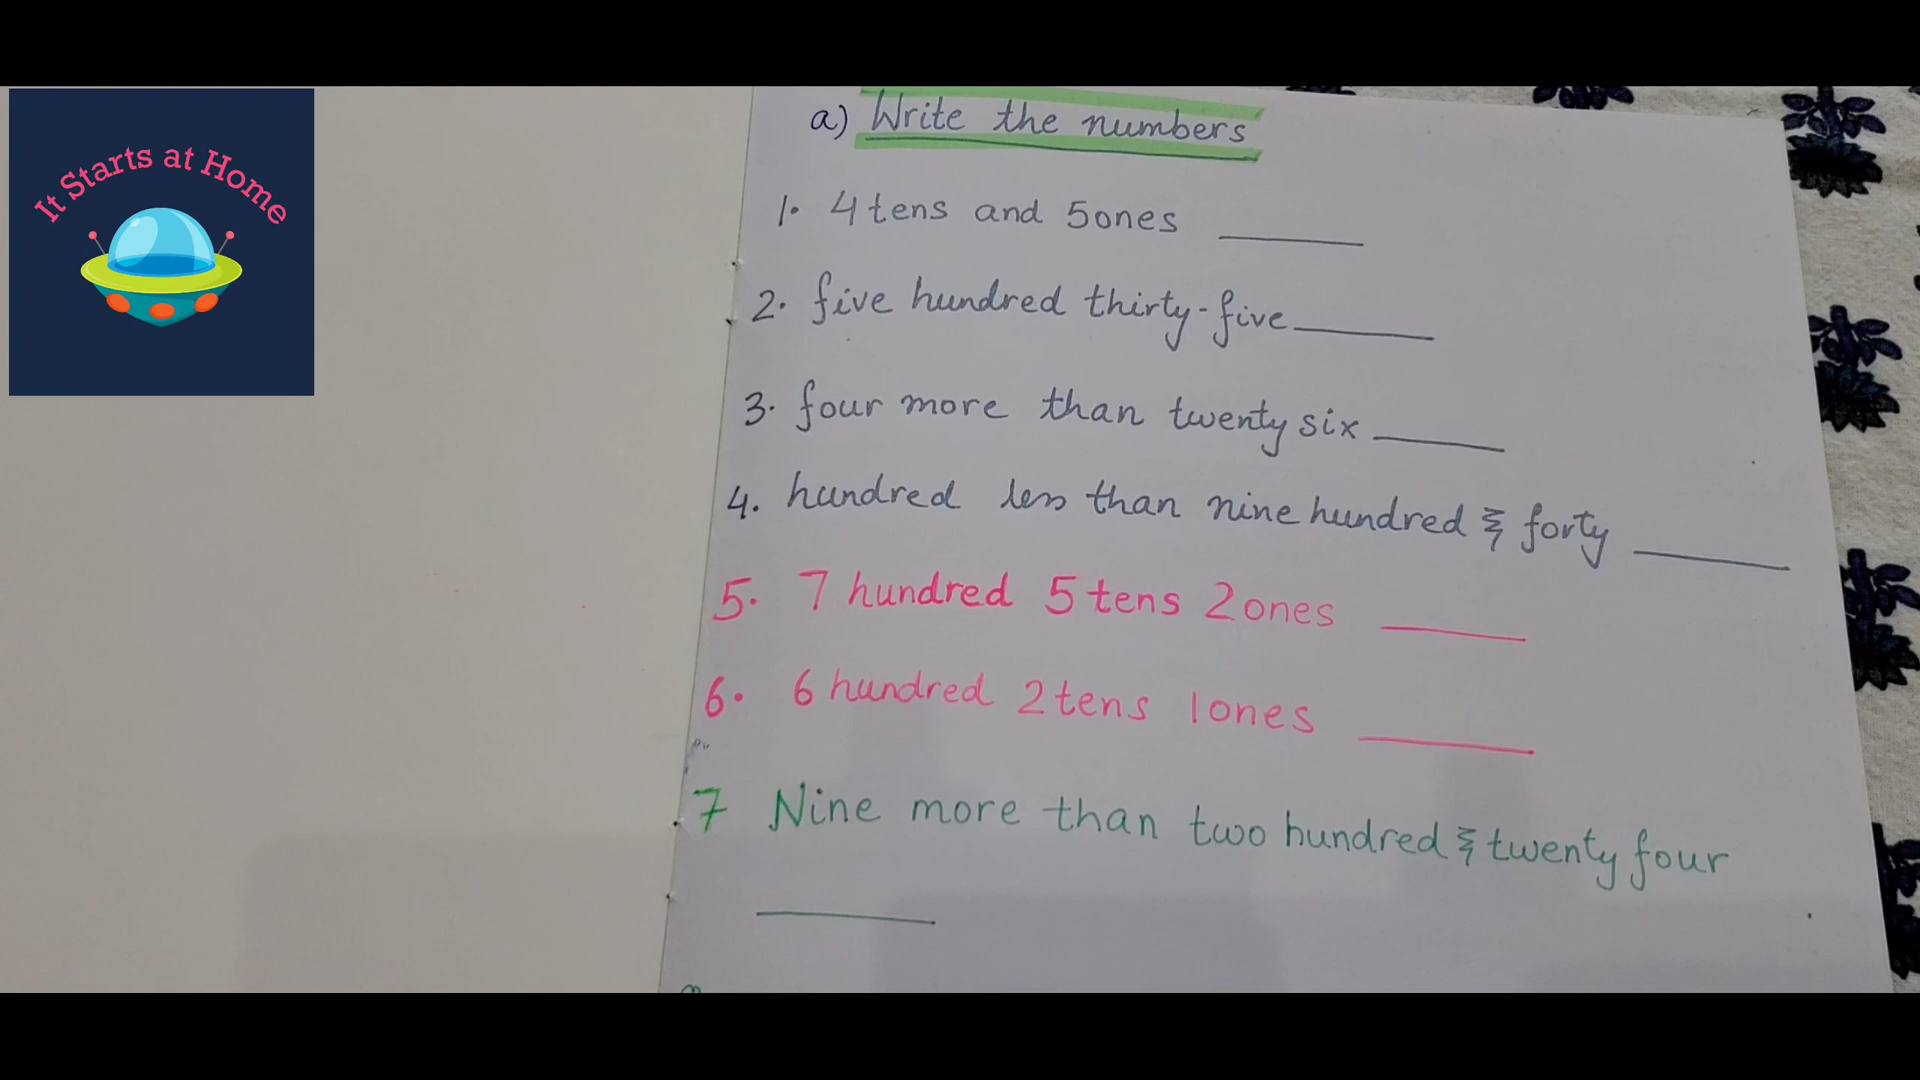 It Starts at Home
a) Write the numbers
1. 4 tens and 5 ones ______
2. five hundred thirty-five ______
3. four more than twenty six ______
4. hundred less than nine hundred & forty ______
5. 7 hundred 5 tens 2 ones ______
6. 6 hundred 2 tens 1 ones ______
7 Nine more than two hundred & twenty four
______